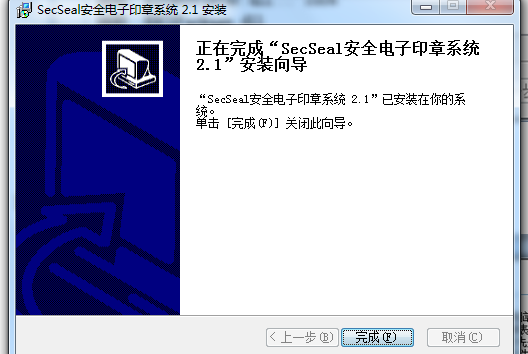 SecSeal安全电子印章系统 2.1 安装
正在完成“SecSeal安全电子印章系统
2.1”安装向导
“SecSeal安全电子印章系统 2.1”已安装在你的系
统。
单击 [完成(F)] 关闭此向导。
< 上一步(B) 完成(F) 取消(C)